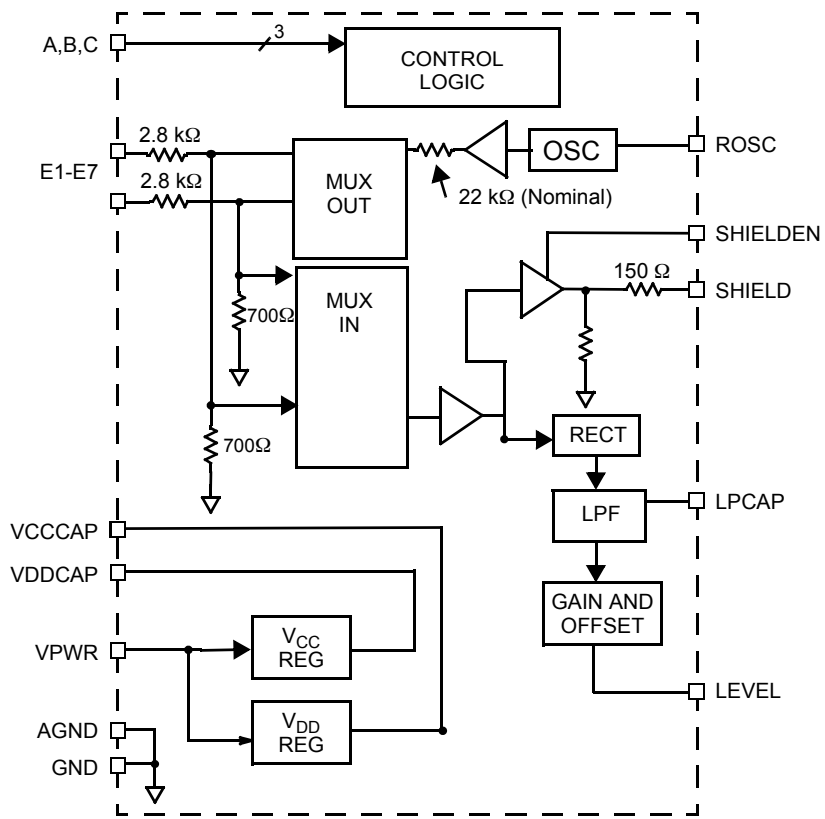 A,B,C
3
CONTROL
LOGIC
2.8 kΩ
E1-E7
2.8 kΩ
MUX
OUT
OSC
ROSC
22 kΩ (Nominal)
SHIELDEN
150 Ω
SHIELD
MUX
IN
700Ω
700Ω
RECT
LPF
LPCAP
GAIN AND
OFFSET
LEVEL
VCCCAP
VDDCAP
VPWR
VCC
REG
VDD
REG
AGND
GND